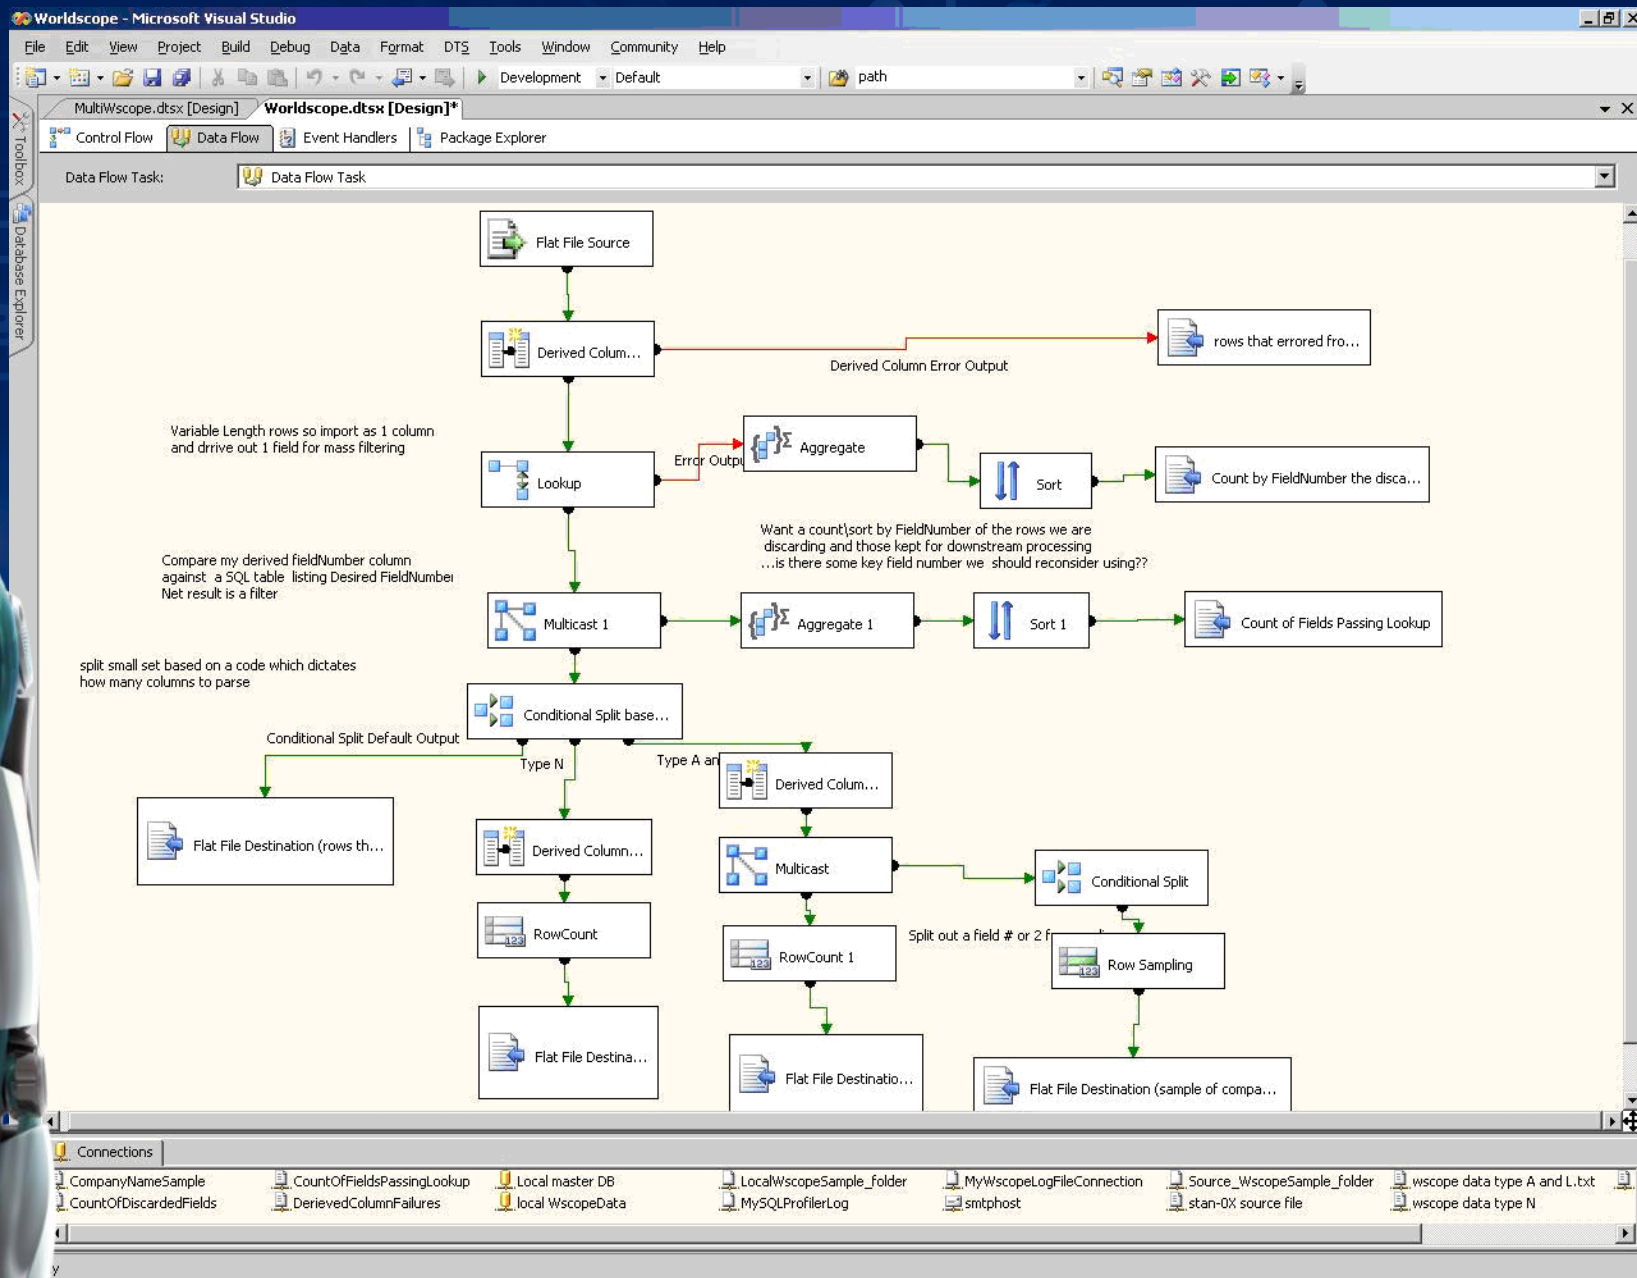 Worldscope - Microsoft Visual Studio
File Edit View Project Build Debug Data Format DTS Tools Window Community Help
Development Default path
MultiWscope.dtsx [Design] Worldscope.dtsx [Design]*
Toolbox
Database Explorer
Control Flow Data Flow Event Handlers Package Explorer
Data Flow Task: Data Flow Task
Flat File Source
Derived Colum...
rows that errored fro...
Derived Column Error Output
Variable Length rows so import as 1 column
and drrive out 1 field for mass filtering
Lookup
Error Outpu
Aggregate
Sort
Count by FieldNumber the disca...
Want a count\sort by FieldNumber of the rows we are
discarding and those kept for downstream processing
...is there some key field number we should reconsider using??
Compare my derived fieldNumber column
against a SQL table listing Desired FieldNumber
Net result is a filter
Multicast 1
Aggregate 1
Sort 1
Count of Fields Passing Lookup
split small set based on a code which dictates
how many columns to parse
Conditional Split base...
Conditional Split Default Output
Type N
Type A an
Derived Colum...
Flat File Destination (rows th...
Derived Column...
Multicast
Conditional Split
RowCount
Split out a field # or 2 f
RowCount 1
Row Sampling
Flat File Destina...
Flat File Destinatio...
Flat File Destination (sample of compa...
Connections
CompanyNameSample CountOfFieldsPassingLookup Local master DB LocalWscopeSample_folder MyWscopeLogFileConnection Source_WscopeSample_folder wscope data type A and L.txt
CountOfDiscardedFields DerievedColumnFailures local WscopeData MySQLProfilerLog smtphost stan-0X source file wscope data type N
y